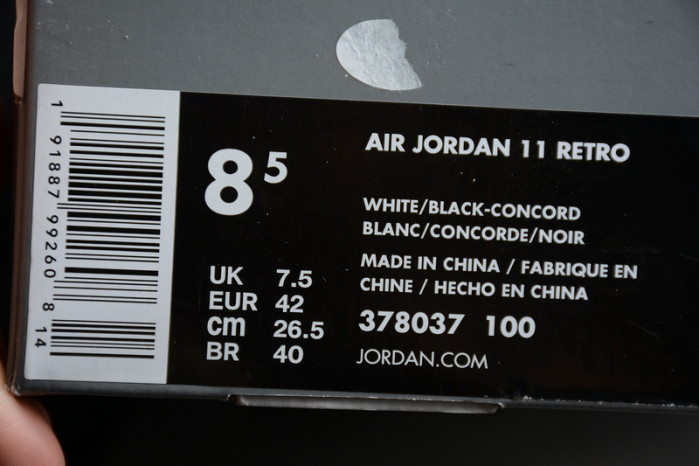 1 91887 99260 8 14
8 5
AIR JORDAN 11 RETRO
WHITE/BLACK-CONCORD
BLANC/CONCORDE/NOIR
MADE IN CHINA / FABRIQUE EN
CHINE / HECHO EN CHINA
378037 100
JORDAN.COM
UK 7.5
EUR 42
cm 26.5
BR 40